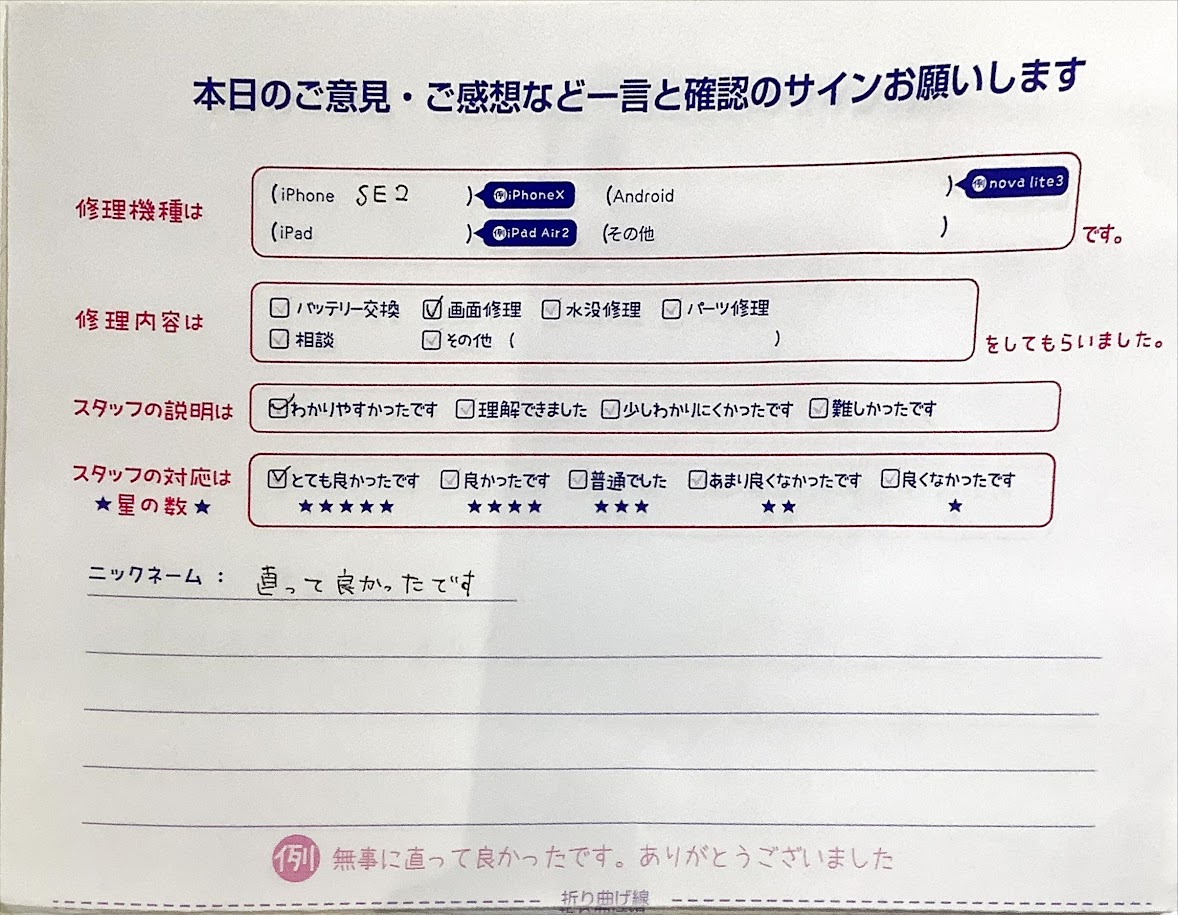 本日のご意見・ご感想など一言と確認のサインお願いします
修理機種は (iPhone SE2 ) 例iPhoneX (Android ) 例nova lite3
(iPad ) 例iPad Air2 (その他 ) です。
修理内容は バッテリー交換 画面修理 水没修理 パーツ修理
相談 その他 ( ) をしてもらいました。
スタッフの説明は わかりやすかったです 理解できました 少しわかりにくかったです 難しかったです
スタッフの対応は とても良かったです 良かったです 普通でした あまり良くなかったです 良くなかったです
★星の数★ ★★★★★ ★★★★ ★★★ ★★ ★
ニックネーム: 直って良かったです
例 無事に直って良かったです。ありがとうございました
折り曲げ線